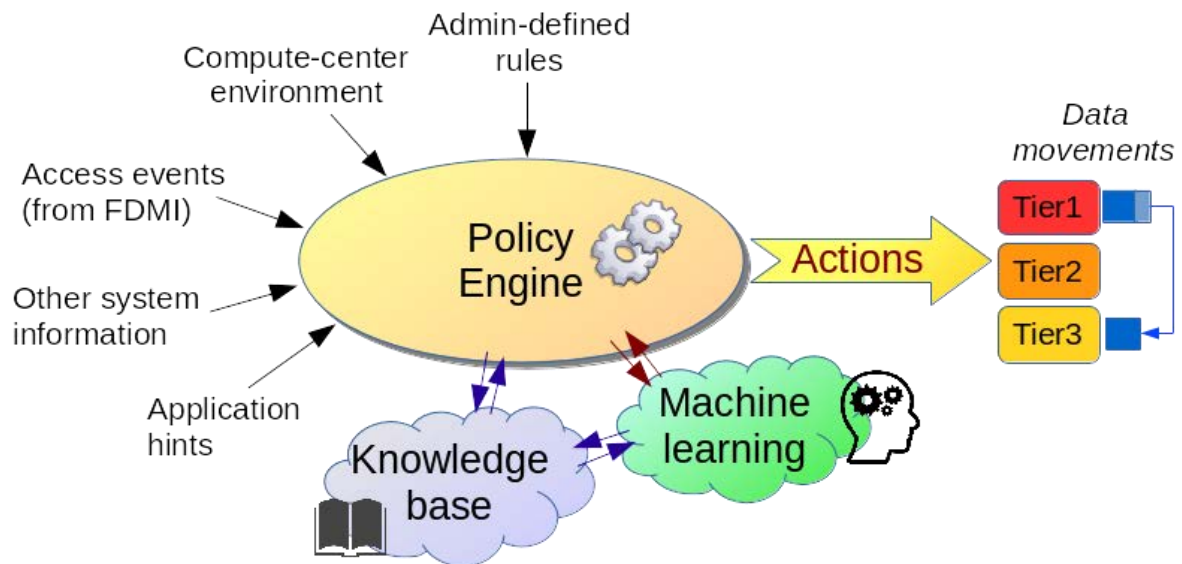 Admin-defined
rules
Compute-center
environment
Access events
(from FDMI)
Other system
information
Application
hints
Policy
Engine
Actions
Data
movements
Tier1
Tier2
Tier3
Machine
learning
Knowledge
base